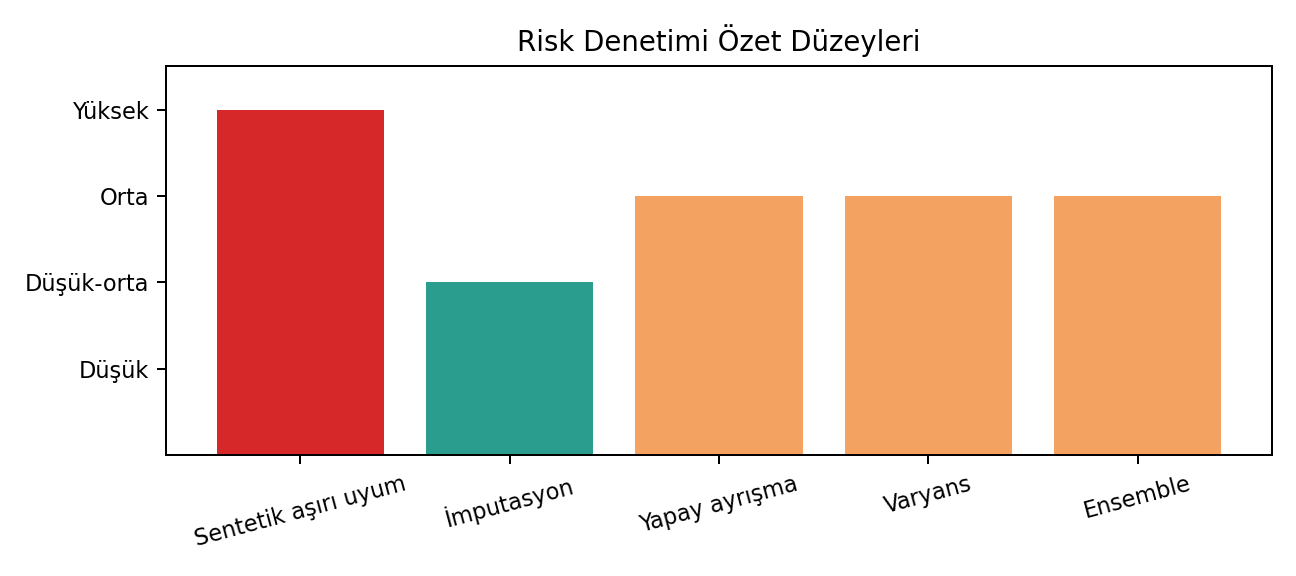 Risk Denetimi Özet Düzeyleri
Yüksek
Orta
Düşük-orta
Düşük
Sentetik aşırı uyum
İmputasyon
Yapay ayrışma
Varyans
Ensemble